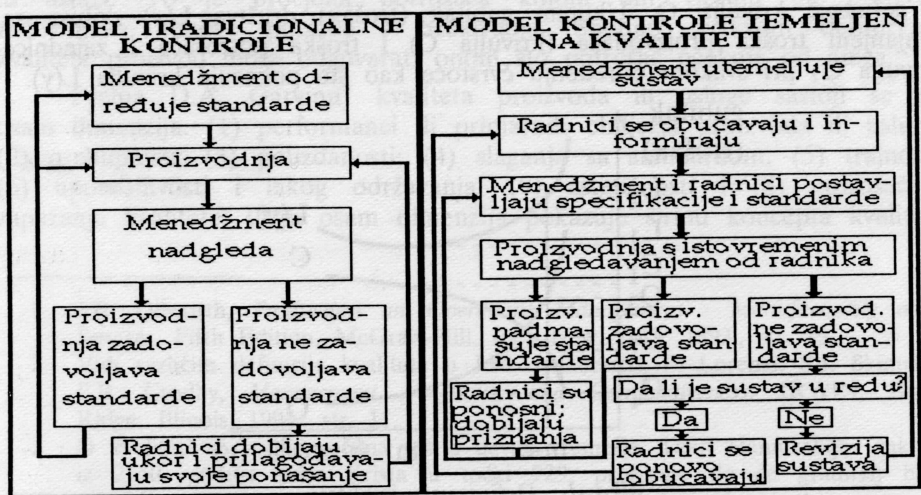 MODEL TRADICIONALNE
KONTROLE
Menedžment od-
ređuje standarde
Proizvodnja
Menedžment
nadgleda
Proizvod-
nja zado-
voljava
standarde
Proizvod-
nja ne za-
dovoljava
standarde
Radnici dobijaju
ukor i prilagođava-
ju svoje ponašanje
MODEL KONTROLE TEMELJEN
NA KVALITETI
Menedžment utemeljuje
sustav
Radnici se obučavaju i in-
formiraju
Menedžment i radnici postav-
ljaju specifikacije i standarde
Proizvodnja s istovremenim
nadgledavanjem od radnika
Proizv.
nadma-
šuje sta
ndarde
Proizv.
zadovo-
ljava stan
darde
Proizvod.
ne zadovo-
ljava stan-
darde
Radnici su
ponosni;
dobijaju
priznanja
Da li je sustav u redu?
Da
Ne
Radnici se
ponovo
obučavaju
Revizija
sustava